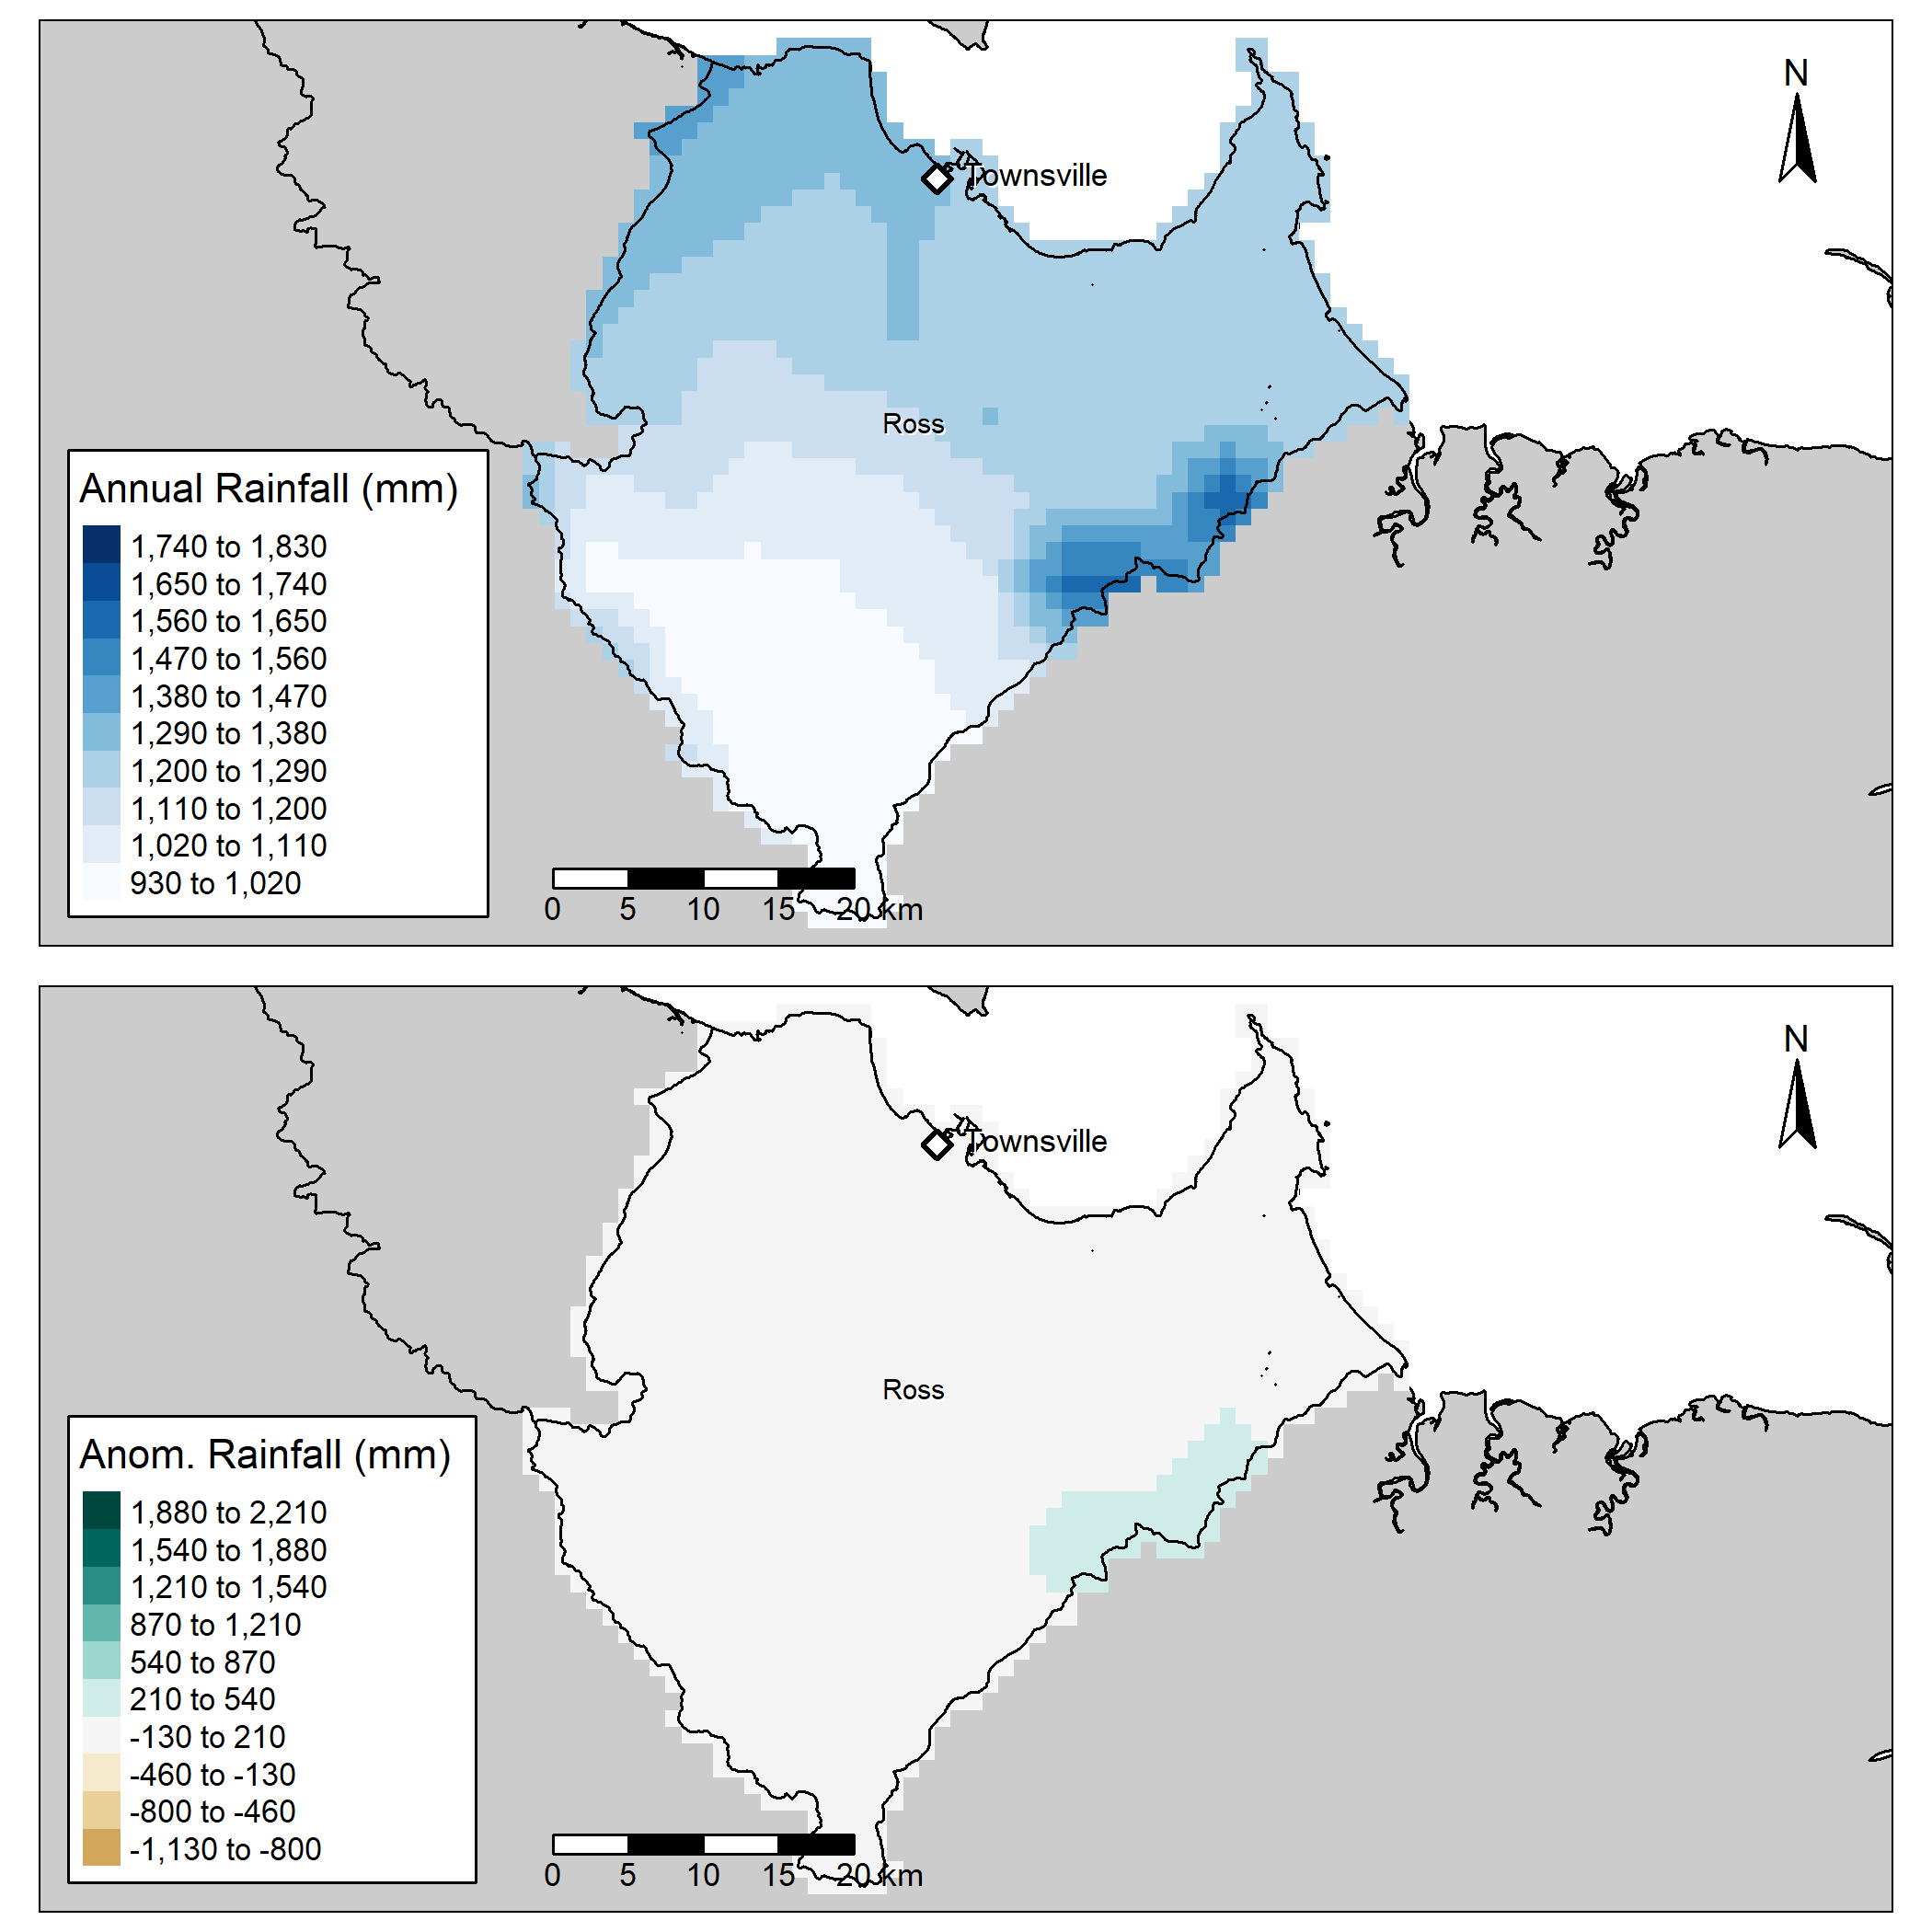 N
Townsville
Ross
Annual Rainfall (mm)
1,740 to 1,830
1,650 to 1,740
1,560 to 1,650
1,470 to 1,560
1,380 to 1,470
1,290 to 1,380
1,200 to 1,290
1,110 to 1,200
1,020 to 1,110
930 to 1,020
0 5 10 15 20 km
N
Townsville
Ross
Anom. Rainfall (mm)
1,880 to 2,210
1,540 to 1,880
1,210 to 1,540
870 to 1,210
540 to 870
210 to 540
-130 to 210
-460 to -130
-800 to -460
-1,130 to -800
0 5 10 15 20 km